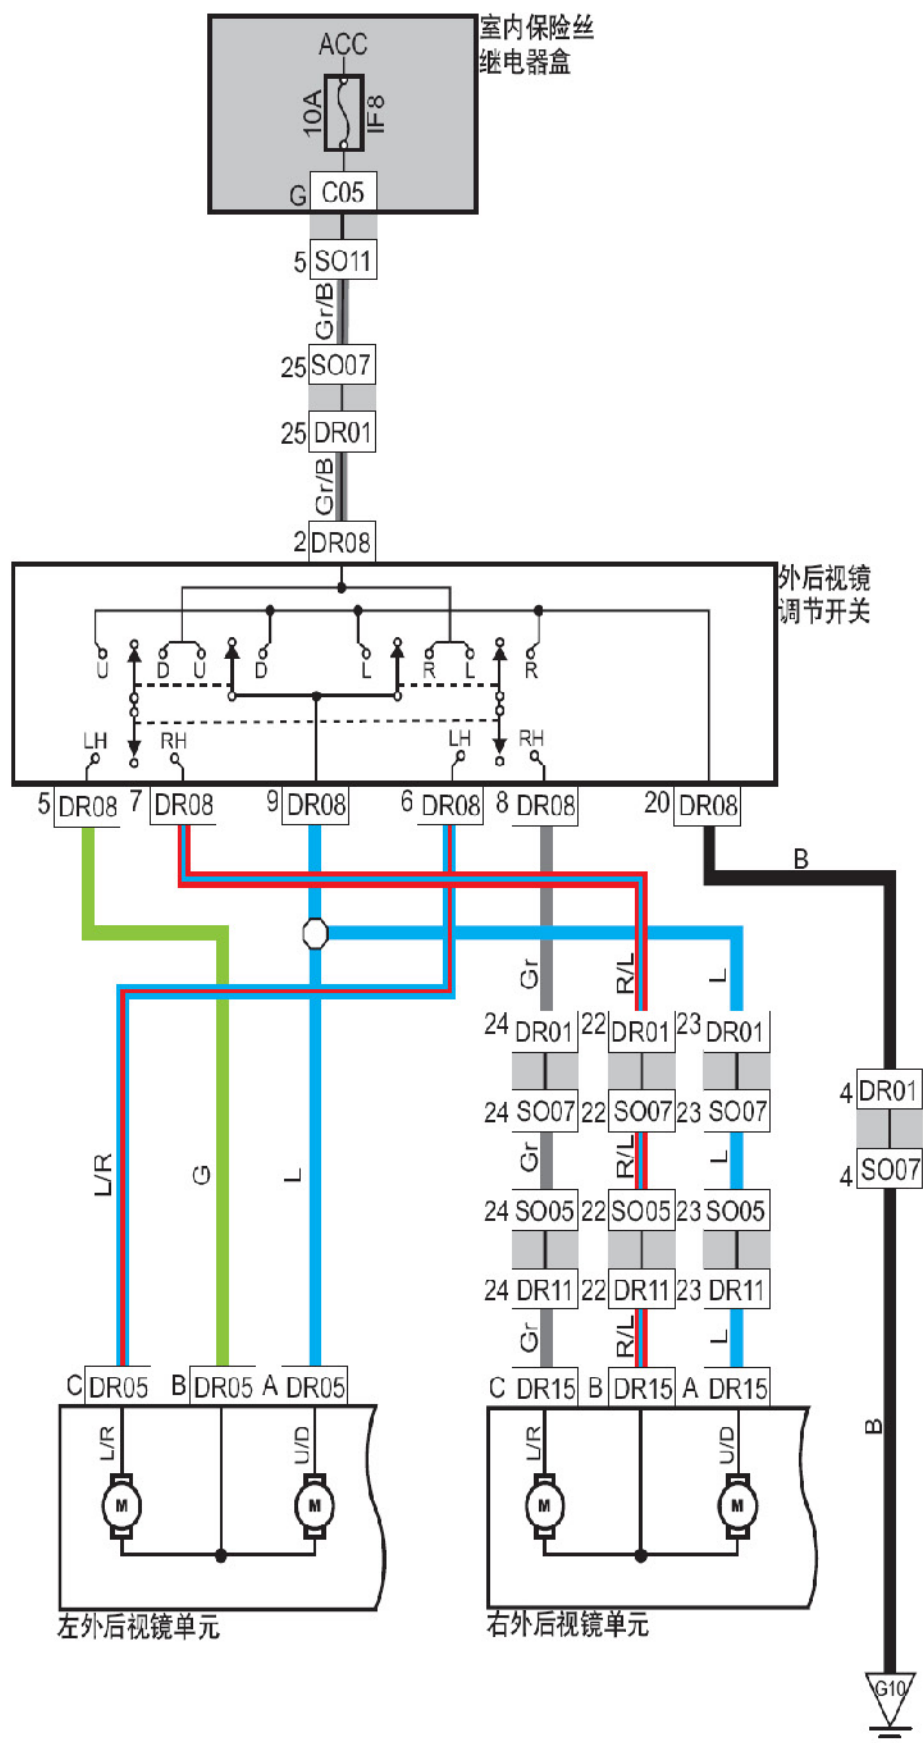 室内保险丝
继电器盒
ACC
10A
IF8
G C05
5 SO11
Gr/B
25 SO07
25 DR01
Gr/B
2 DR08
外后视镜
调节开关
U D U D L R L R
LH RH LH RH
5 DR08 7 DR08 9 DR08 6 DR08 8 DR08 20 DR08
B
Gr R/L L
24 DR01 22 DR01 23 DR01
4 DR01
24 SO07 22 SO07 23 SO07
4 SO07
L/R G L Gr R/L L
24 SO05 22 SO05 23 SO05
24 DR11 22 DR11 23 DR11
Gr R/L L
C DR05 B DR05 A DR05 C DR15 B DR15 A DR15
L/R U/D L/R U/D
B
M M M M
左外后视镜单元
右外后视镜单元
G10